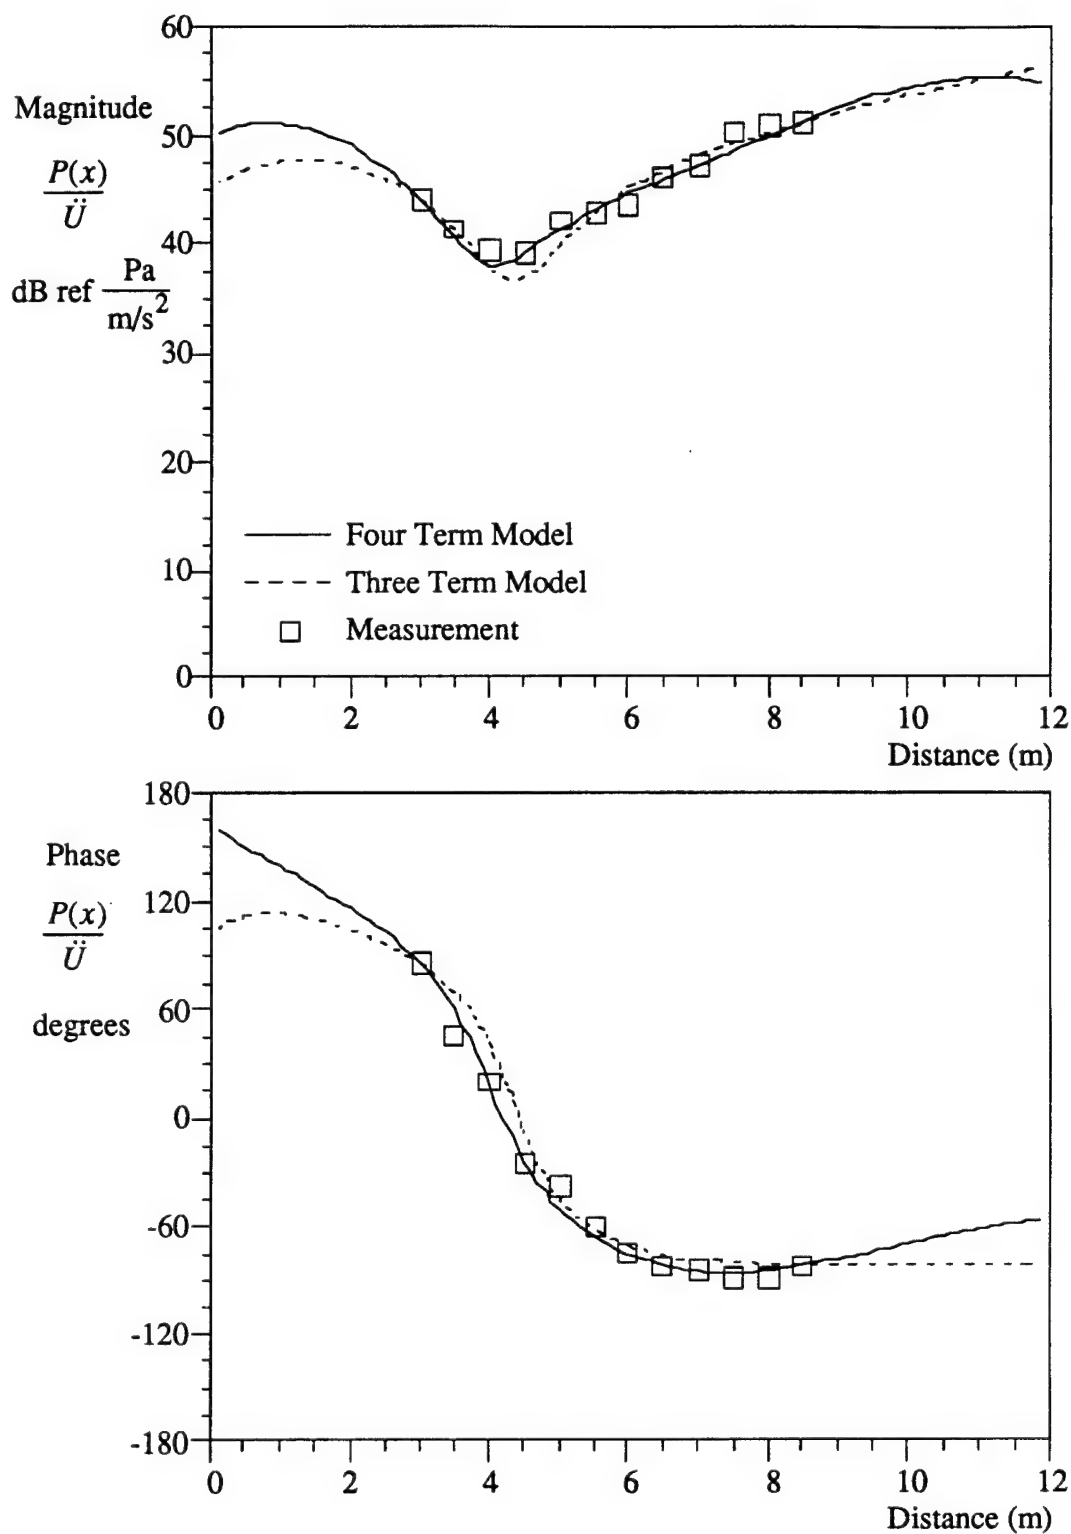 60
Magnitude
50
P(x)
Ü
40
dB ref Pa
m/s²
30
20
Four Term Model
10
Three Term Model
Measurement
0
0 2 4 6 8 10 12
Distance (m)
180
Phase
120
P(x)
Ü
60
degrees
0
-60
-120
-180
0 2 4 6 8 10 12
Distance (m)